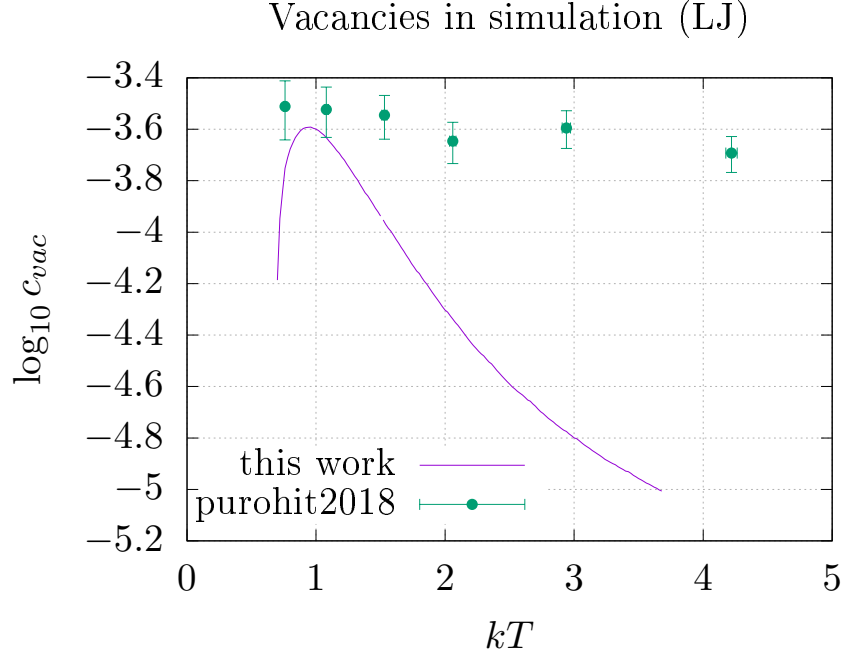 Vacancies in simulation (LJ)
−3.4
−3.6
−3.8
−4
−4.2
−4.4
−4.6
−4.8
−5
−5.2
log₁₀ c_vac
this work
purohit2018
0 1 2 3 4 5
kT